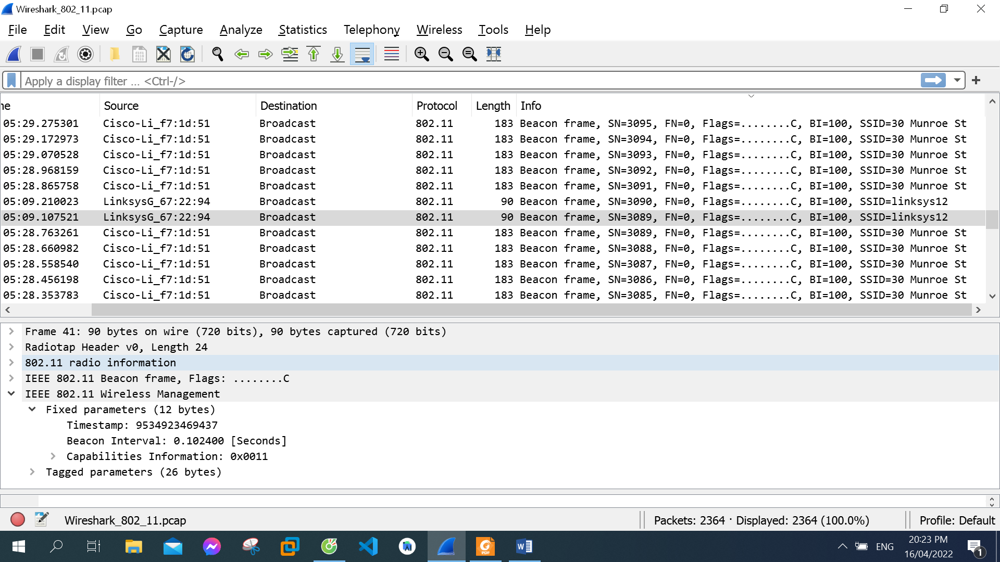 Wireshark_802_11.pcap
File Edit View Go Capture Analyze Statistics Telephony Wireless Tools Help
Apply a display filter … <Ctrl-/>
ne Source Destination Protocol Length Info
05:29.275301 Cisco-Li_f7:1d:51 Broadcast 802.11 183 Beacon frame, SN=3095, FN=0, Flags=........C, BI=100, SSID=30 Munroe St
05:29.172973 Cisco-Li_f7:1d:51 Broadcast 802.11 183 Beacon frame, SN=3094, FN=0, Flags=........C, BI=100, SSID=30 Munroe St
05:29.070528 Cisco-Li_f7:1d:51 Broadcast 802.11 183 Beacon frame, SN=3093, FN=0, Flags=........C, BI=100, SSID=30 Munroe St
05:28.968159 Cisco-Li_f7:1d:51 Broadcast 802.11 183 Beacon frame, SN=3092, FN=0, Flags=........C, BI=100, SSID=30 Munroe St
05:28.865758 Cisco-Li_f7:1d:51 Broadcast 802.11 183 Beacon frame, SN=3091, FN=0, Flags=........C, BI=100, SSID=30 Munroe St
05:09.210023 LinksysG_67:22:94 Broadcast 802.11 90 Beacon frame, SN=3090, FN=0, Flags=........C, BI=100, SSID=linksys12
05:09.107521 LinksysG_67:22:94 Broadcast 802.11 90 Beacon frame, SN=3089, FN=0, Flags=........C, BI=100, SSID=linksys12
05:28.763261 Cisco-Li_f7:1d:51 Broadcast 802.11 183 Beacon frame, SN=3089, FN=0, Flags=........C, BI=100, SSID=30 Munroe St
05:28.660982 Cisco-Li_f7:1d:51 Broadcast 802.11 183 Beacon frame, SN=3088, FN=0, Flags=........C, BI=100, SSID=30 Munroe St
05:28.558540 Cisco-Li_f7:1d:51 Broadcast 802.11 183 Beacon frame, SN=3087, FN=0, Flags=........C, BI=100, SSID=30 Munroe St
05:28.456198 Cisco-Li_f7:1d:51 Broadcast 802.11 183 Beacon frame, SN=3086, FN=0, Flags=........C, BI=100, SSID=30 Munroe St
05:28.353783 Cisco-Li_f7:1d:51 Broadcast 802.11 183 Beacon frame, SN=3085, FN=0, Flags=........C, BI=100, SSID=30 Munroe St
Frame 41: 90 bytes on wire (720 bits), 90 bytes captured (720 bits)
Radiotap Header v0, Length 24
802.11 radio information
IEEE 802.11 Beacon frame, Flags: ........C
IEEE 802.11 Wireless Management
Fixed parameters (12 bytes)
Timestamp: 9534923469437
Beacon Interval: 0.102400 [Seconds]
Capabilities Information: 0x0011
Tagged parameters (26 bytes)
Wireshark_802_11.pcap Packets: 2364 · Displayed: 2364 (100.0%) Profile: Default
PDF
ENG
20:23 PM
16/04/2022
1